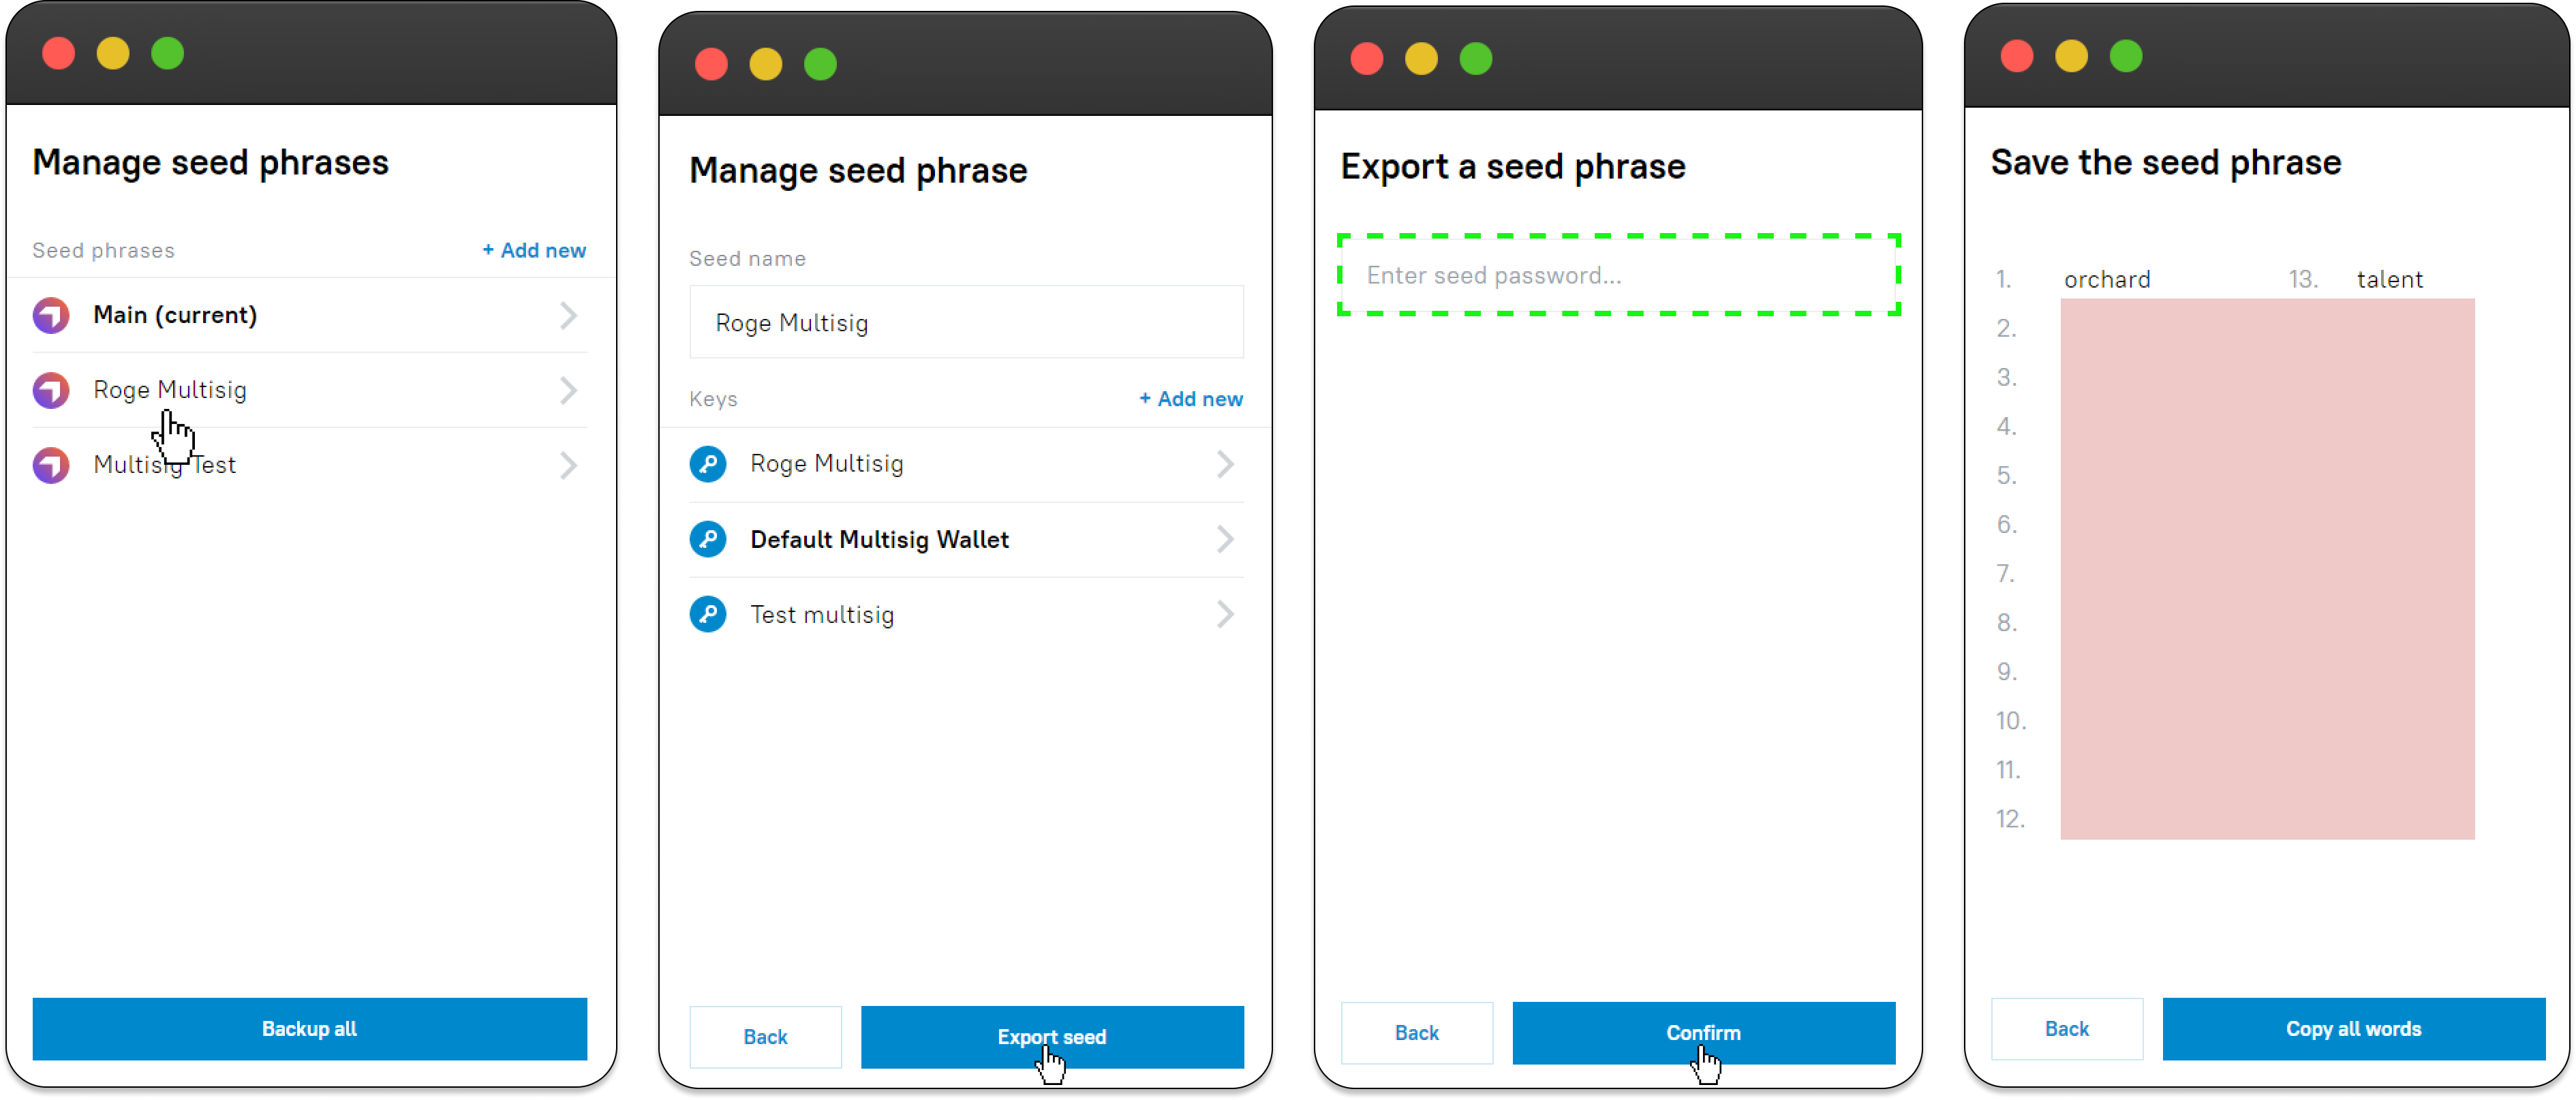 Manage seed phrases
Seed phrases + Add new
Main (current)
Roge Multisig
Multisig Test
Backup all
Manage seed phrase
Seed name
Roge Multisig
Keys + Add new
Roge Multisig
Default Multisig Wallet
Test multisig
Back Export seed
Export a seed phrase
Enter seed password...
Back Confirm
Save the seed phrase
1. orchard 13. talent
2.
3.
4.
5.
6.
7.
8.
9.
10.
11.
12.
Back Copy all words